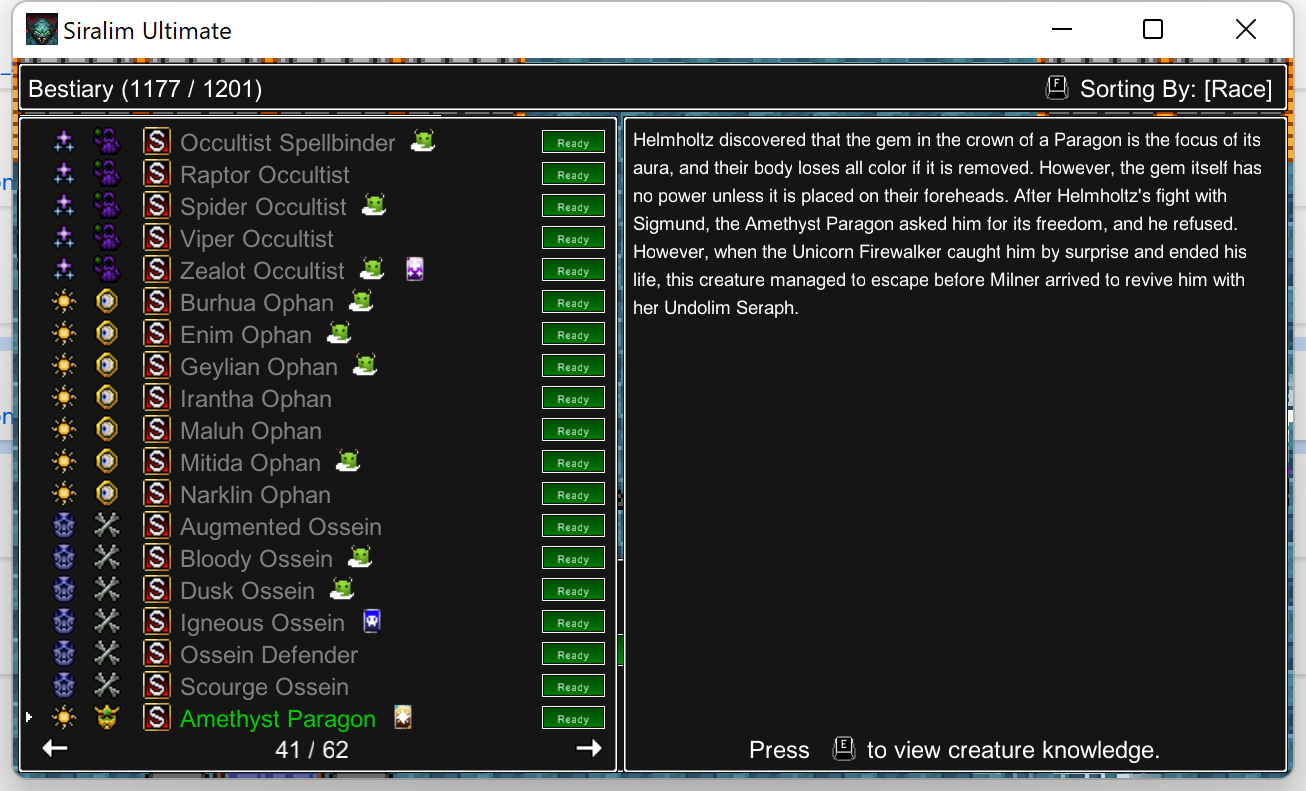 Siralim Ultimate
Bestiary (1177 / 1201)
F Sorting By: [Race]
S Occultist Spellbinder Ready
S Raptor Occultist Ready
S Spider Occultist Ready
S Viper Occultist Ready
S Zealot Occultist Ready
S Burhua Ophan Ready
S Enim Ophan Ready
S Geylian Ophan Ready
S Irantha Ophan Ready
S Maluh Ophan Ready
S Mitida Ophan Ready
S Narklin Ophan Ready
S Augmented Ossein Ready
S Bloody Ossein Ready
S Dusk Ossein Ready
S Igneous Ossein Ready
S Ossein Defender Ready
S Scourge Ossein Ready
S Amethyst Paragon Ready
41 / 62
Helmholtz discovered that the gem in the crown of a Paragon is the focus of its
aura, and their body loses all color if it is removed. However, the gem itself has
no power unless it is placed on their foreheads. After Helmholtz's fight with
Sigmund, the Amethyst Paragon asked him for its freedom, and he refused.
However, when the Unicorn Firewalker caught him by surprise and ended his
life, this creature managed to escape before Milner arrived to revive him with
her Undolim Seraph.
Press E to view creature knowledge.